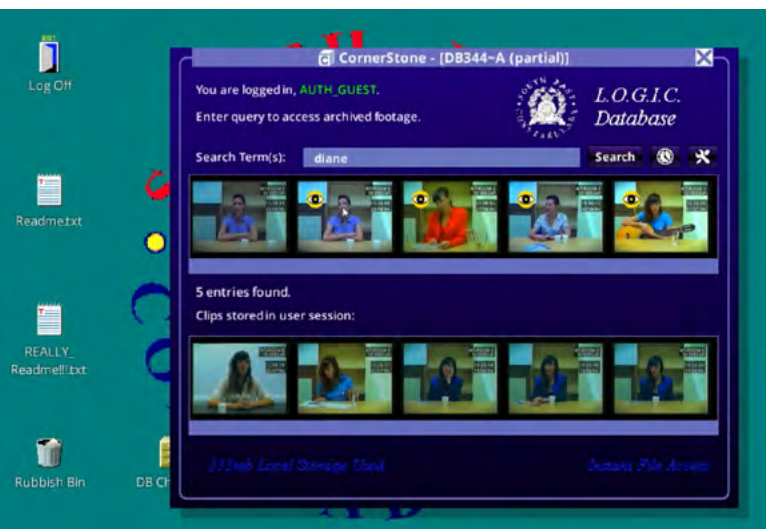 CornerStone - [DB344~A (partial)]
Log Off
You are logged in, AUTH_GUEST.
Enter query to access archived footage.
L.O.G.I.C.
Database
Search Term(s):
diane
Search
Readme.txt
5 entries found.
Clips stored in user session:
REALLY_
Readme!!!.txt
Local Storage Used
Instant File Access
Rubbish Bin
DB Ch